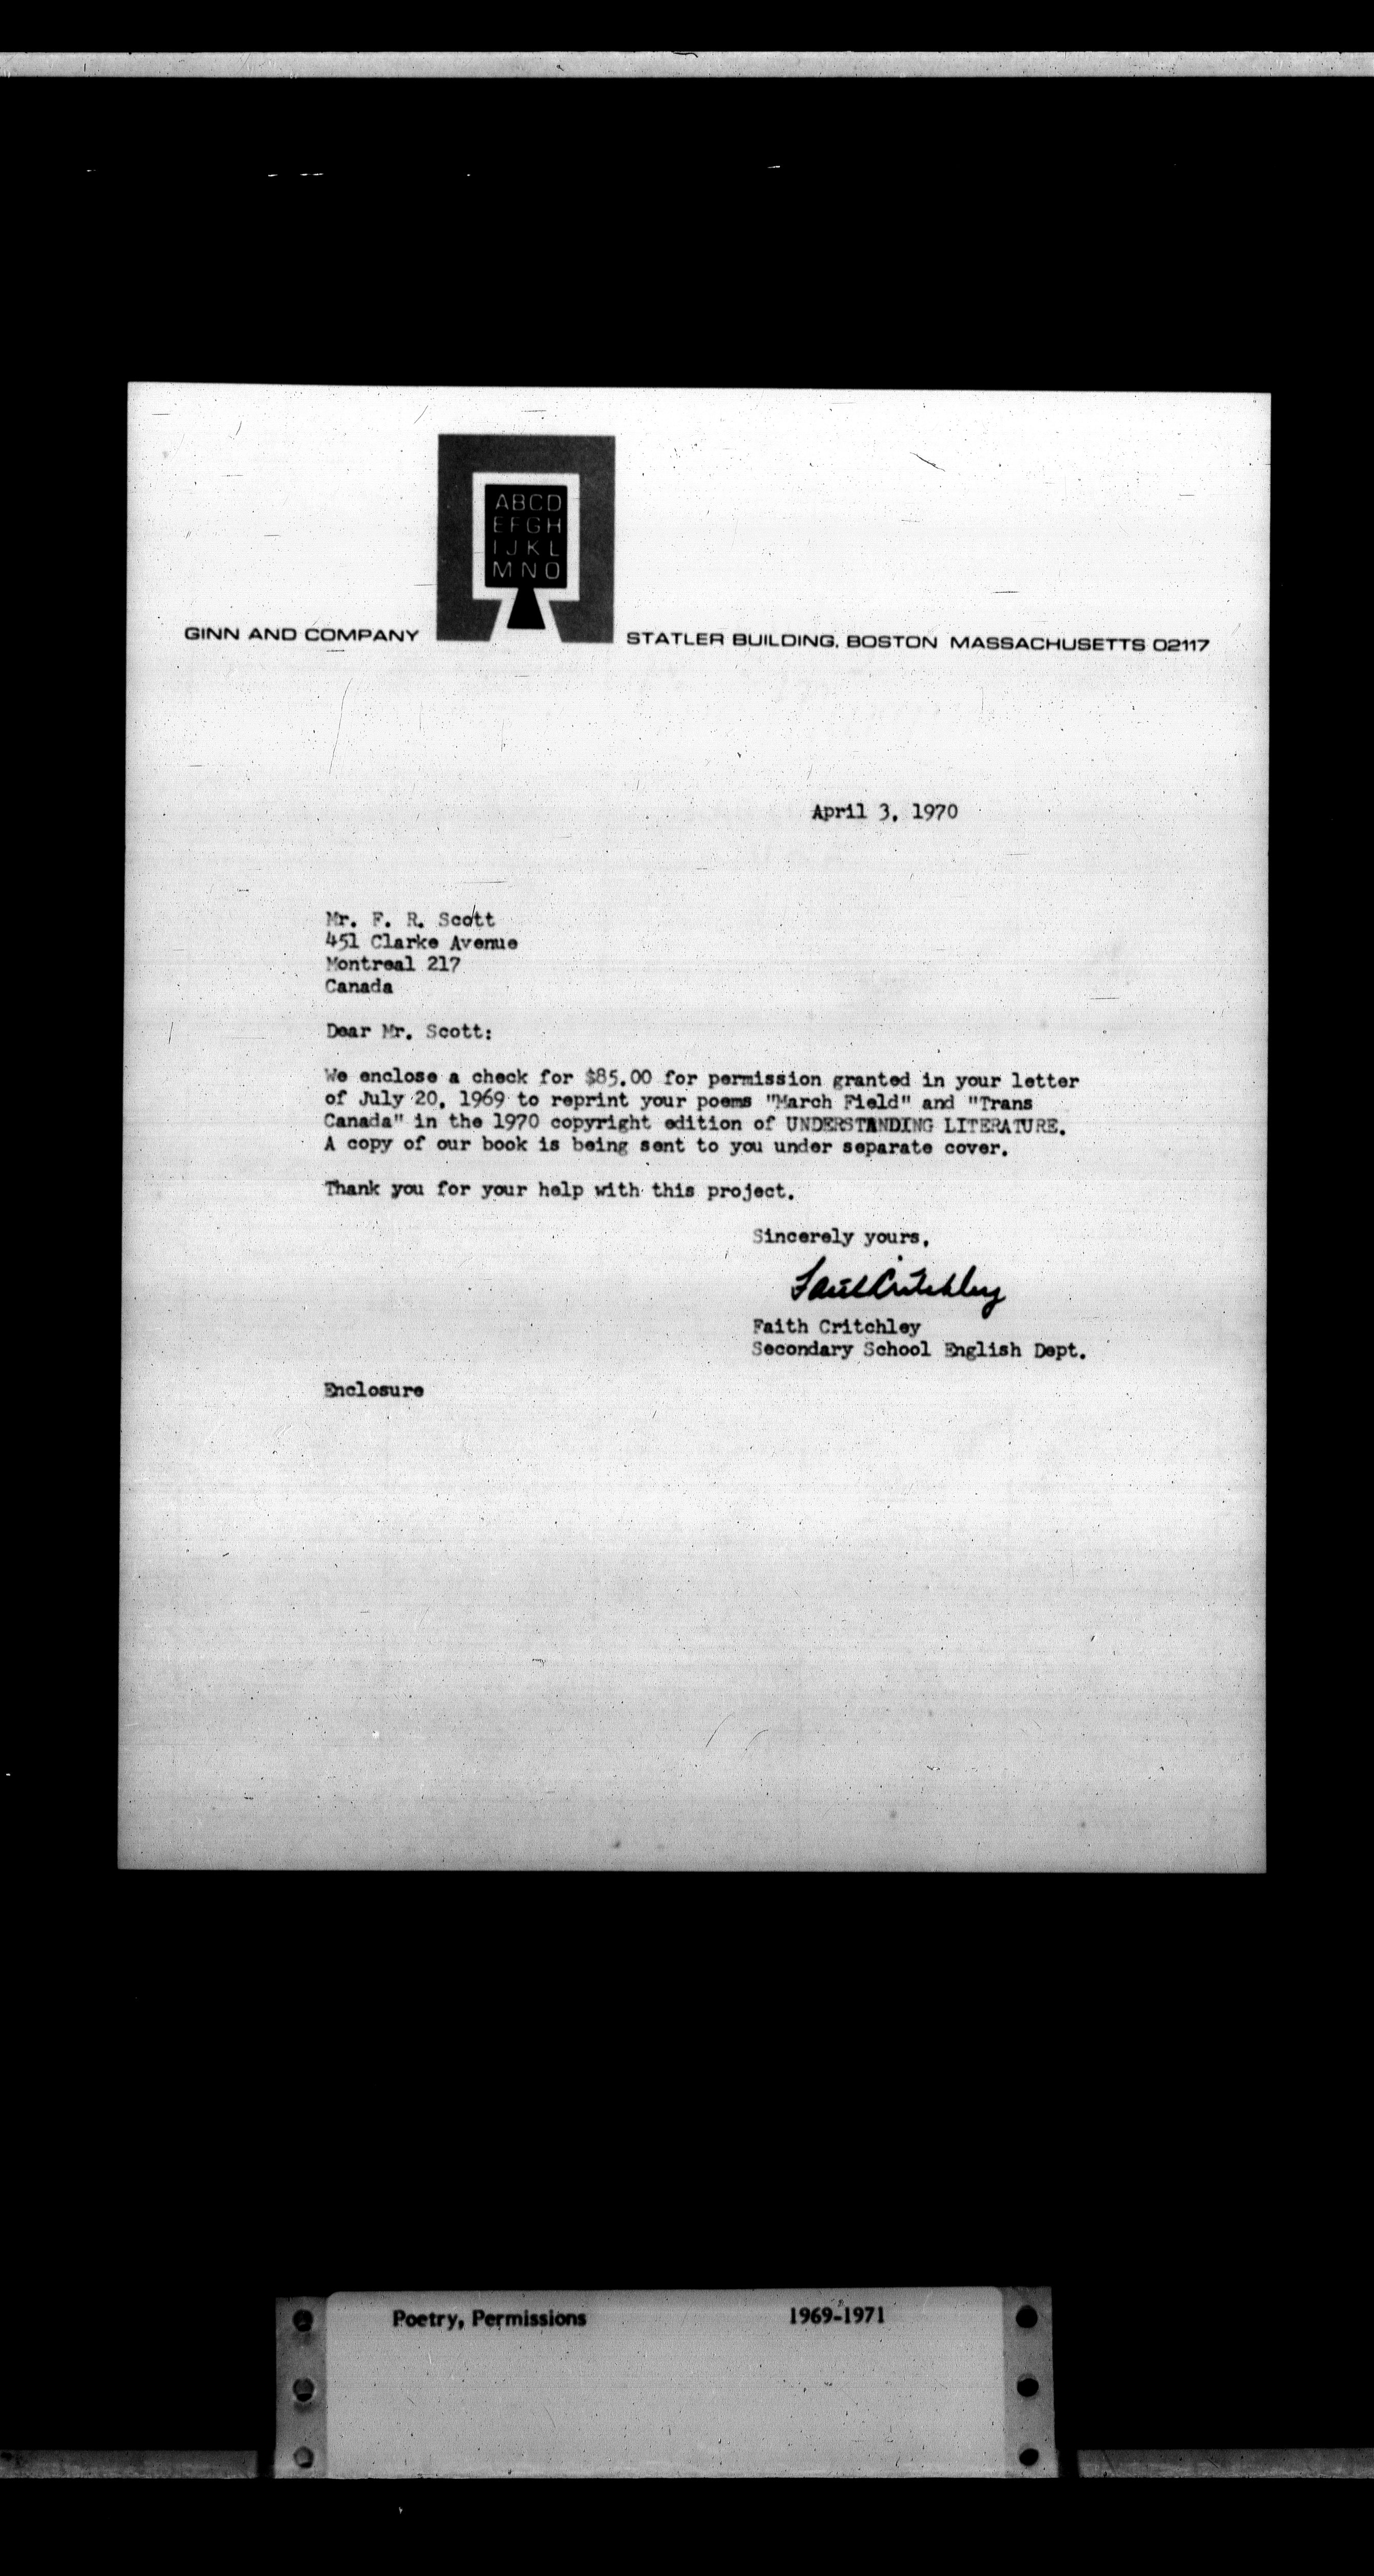 ABCD
EFGH
IJKL
MNO
GINN AND COMPANY
STATLER BUILDING, BOSTON MASSACHUSETTS 02117
April 3, 1970
Mr. F. R. Scott
451 Clarke Avenue
Montreal 217
Canada
Dear Mr. Scott:
We enclose a check for $85.00 for permission granted in your letter
of July 20, 1969 to reprint your poems "March Field" and "Trans
Canada" in the 1970 copyright edition of UNDERSTANDING LITERATURE.
A copy of our book is being sent to you under separate cover.
Thank you for your help with this project.
Sincerely yours,
Faith Critchley
Faith Critchley
Secondary School English Dept.
Enclosure
Poetry, Permissions 1969-1971